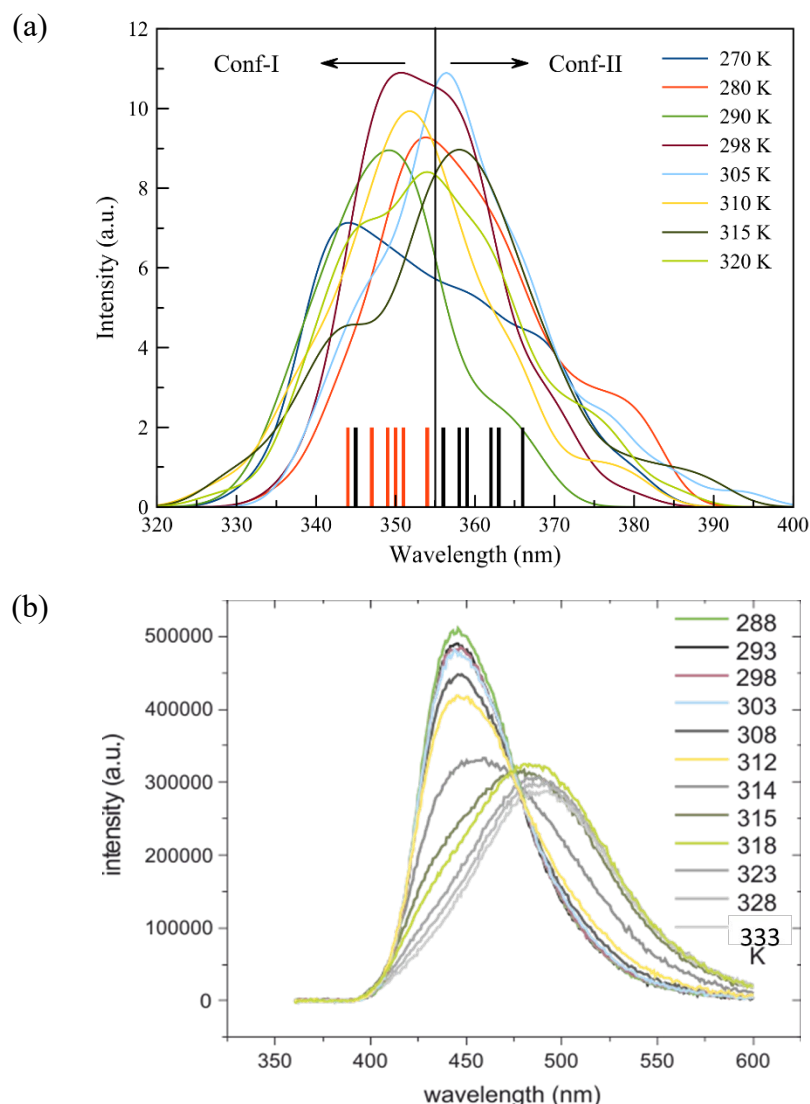 (a)
12
10
8
6
4
2
0
Intensity (a.u.)
Conf-I
Conf-II
270 K
280 K
290 K
298 K
305 K
310 K
315 K
320 K
320 330 340 350 360 370 380 390 400
Wavelength (nm)
(b)
500000
400000
300000
200000
100000
0
intensity (a.u.)
288
293
298
303
308
312
314
315
318
323
328
333
K
350 400 450 500 550 600
wavelength (nm)